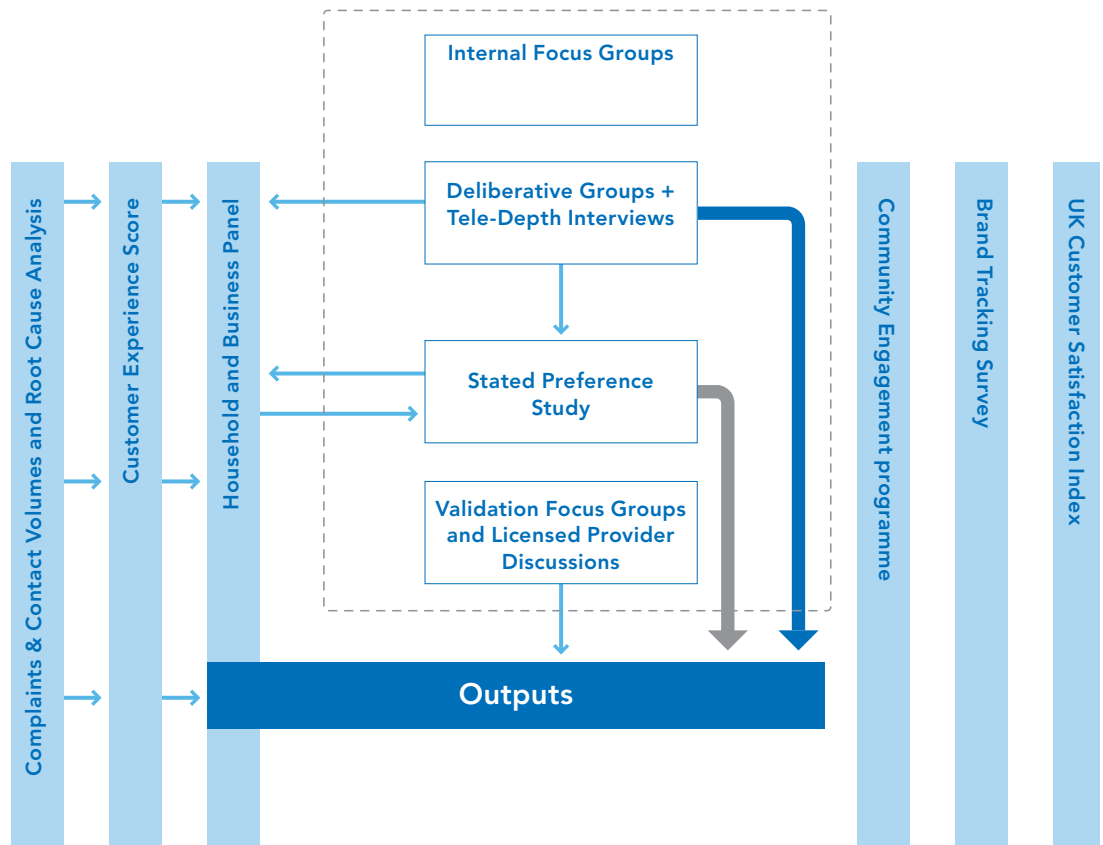 Internal Focus Groups
Deliberative Groups +
Tele-Depth Interviews
Stated Preference
Study
Validation Focus Groups
and Licensed Provider
Discussions
Outputs
Complaints & Contact Volumes and Root Cause Analysis
Customer Experience Score
Household and Business Panel
Community Engagement programme
Brand Tracking Survey
UK Customer Satisfaction Index